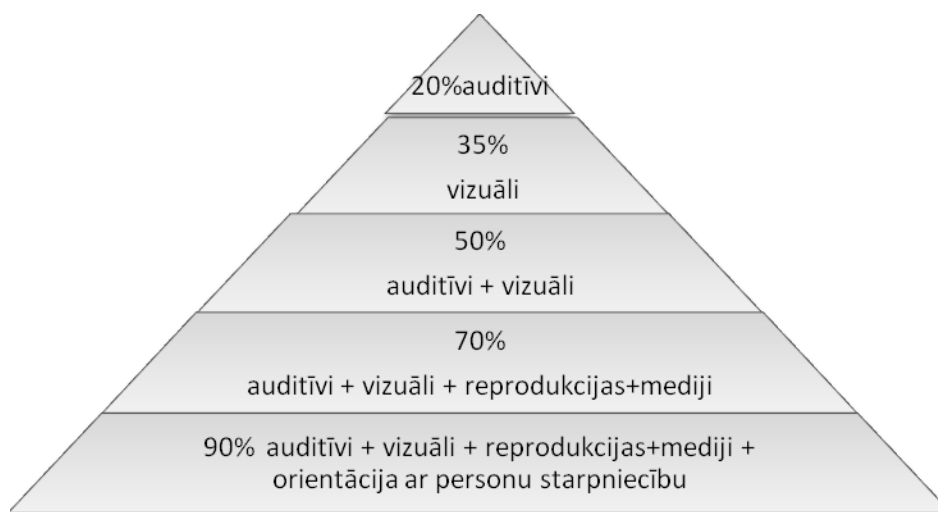 20%auditīvi
35%
vizuāli
50%
auditīvi + vizuāli
70%
auditīvi + vizuāli + reprodukcijas+mediji
90% auditīvi + vizuāli + reprodukcijas+mediji +
orientācija ar personu starpniecību